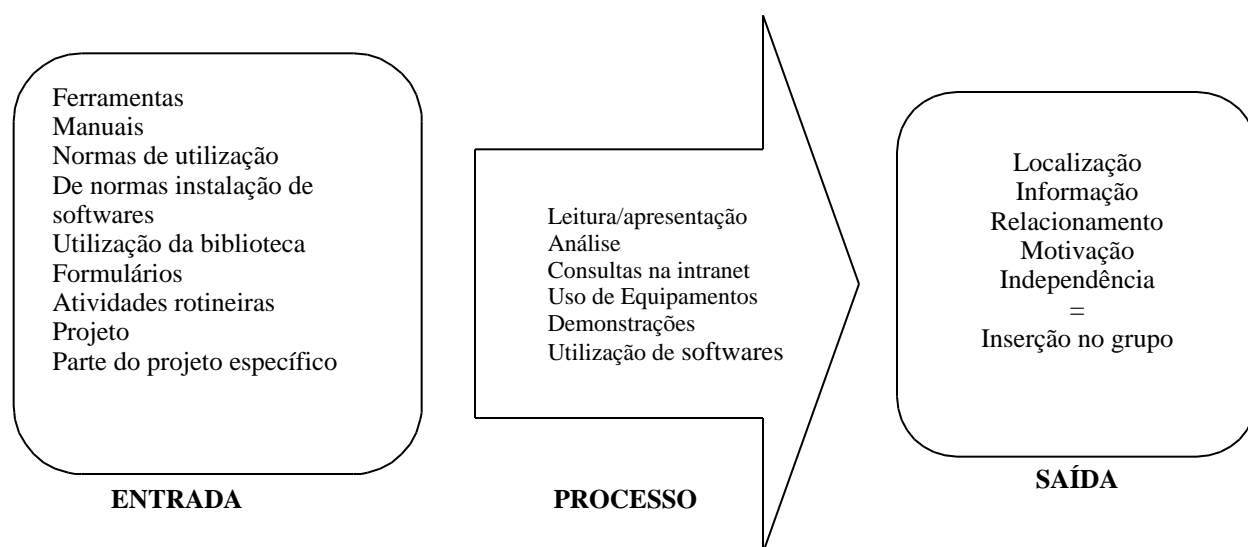 Ferramentas
Manuais
Normas de utilização
De normas instalação de
softwares
Utilização da biblioteca
Formulários
Atividades rotineiras
Projeto
Parte do projeto específico
ENTRADA
Leitura/apresentação
Análise
Consultas na intranet
Uso de Equipamentos
Demonstrações
Utilização de softwares
PROCESSO
Localização
Informação
Relacionamento
Motivação
Independência
=
Inserção no grupo
SAÍDA